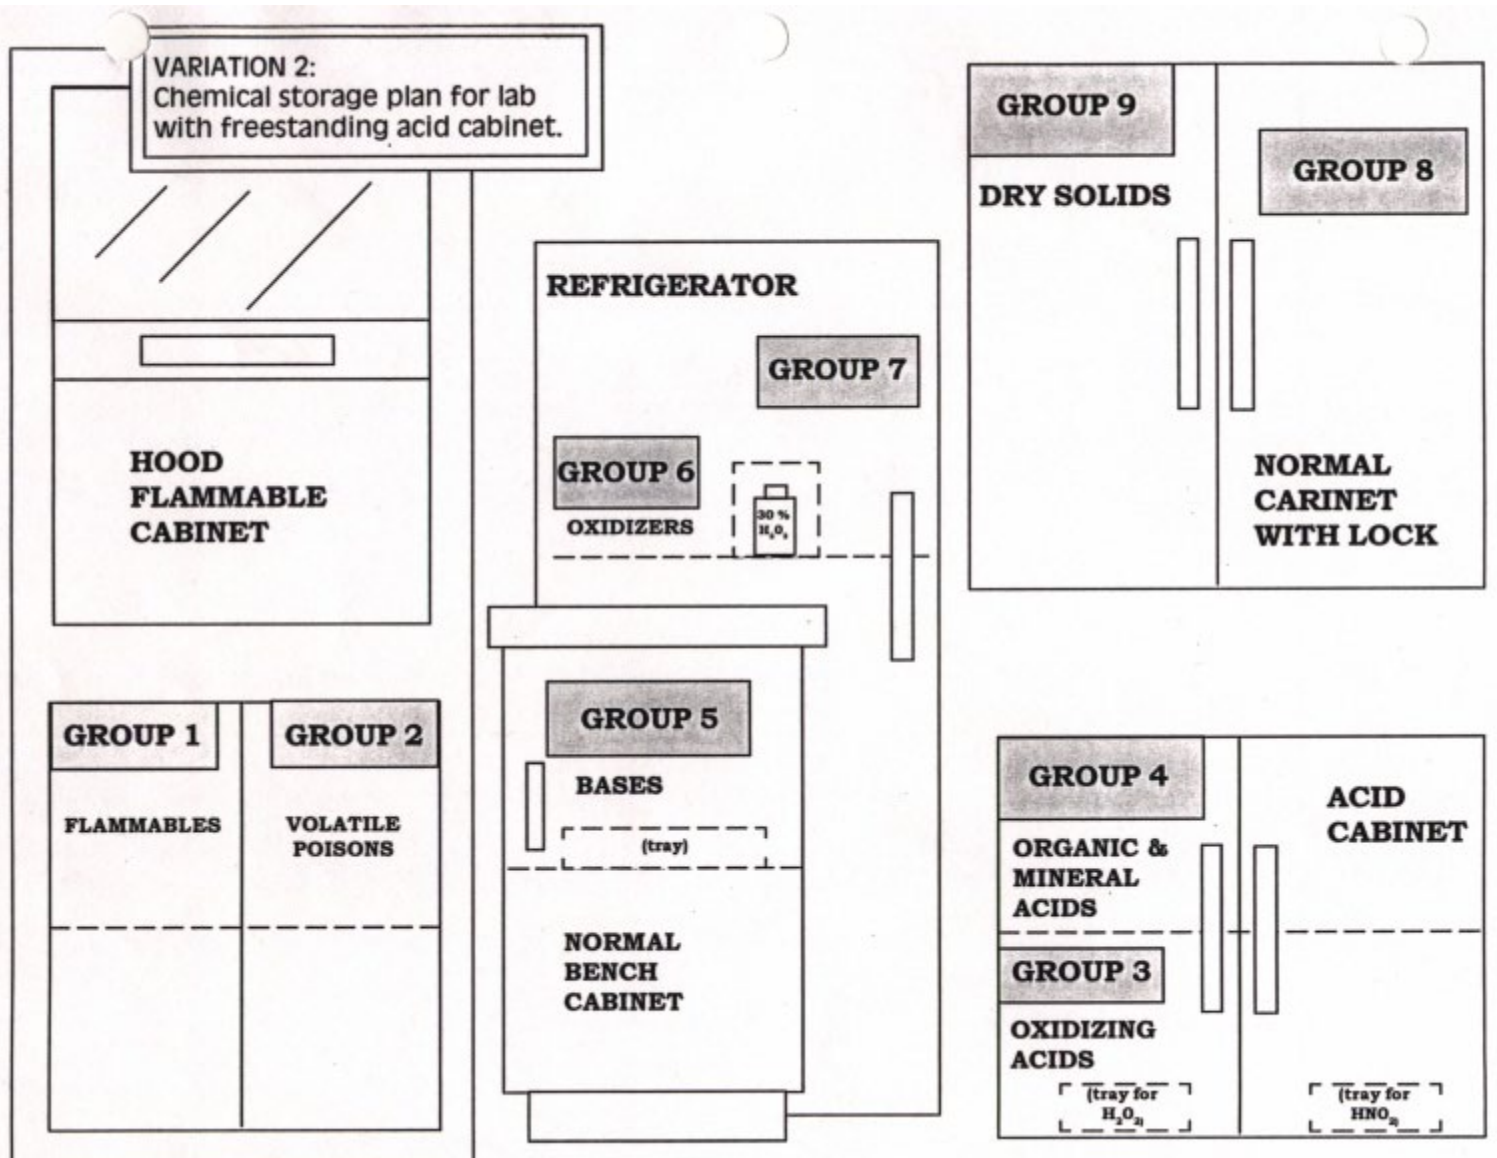 VARIATION 2:
Chemical storage plan for lab
with freestanding acid cabinet.
HOOD
FLAMMABLE
CABINET
GROUP 1
FLAMMABLES
GROUP 2
VOLATILE
POISONS
REFRIGERATOR
GROUP 7
GROUP 6
OXIDIZERS
30 %
H₂O₂
GROUP 5
BASES
(tray)
NORMAL
BENCH
CABINET
GROUP 9
DRY SOLIDS
GROUP 8
NORMAL
CARINET
WITH LOCK
GROUP 4
ORGANIC &
MINERAL
ACIDS
GROUP 3
OXIDIZING
ACIDS
(tray for
H₂O₂)
ACID
CABINET
(tray for
HNO₃)